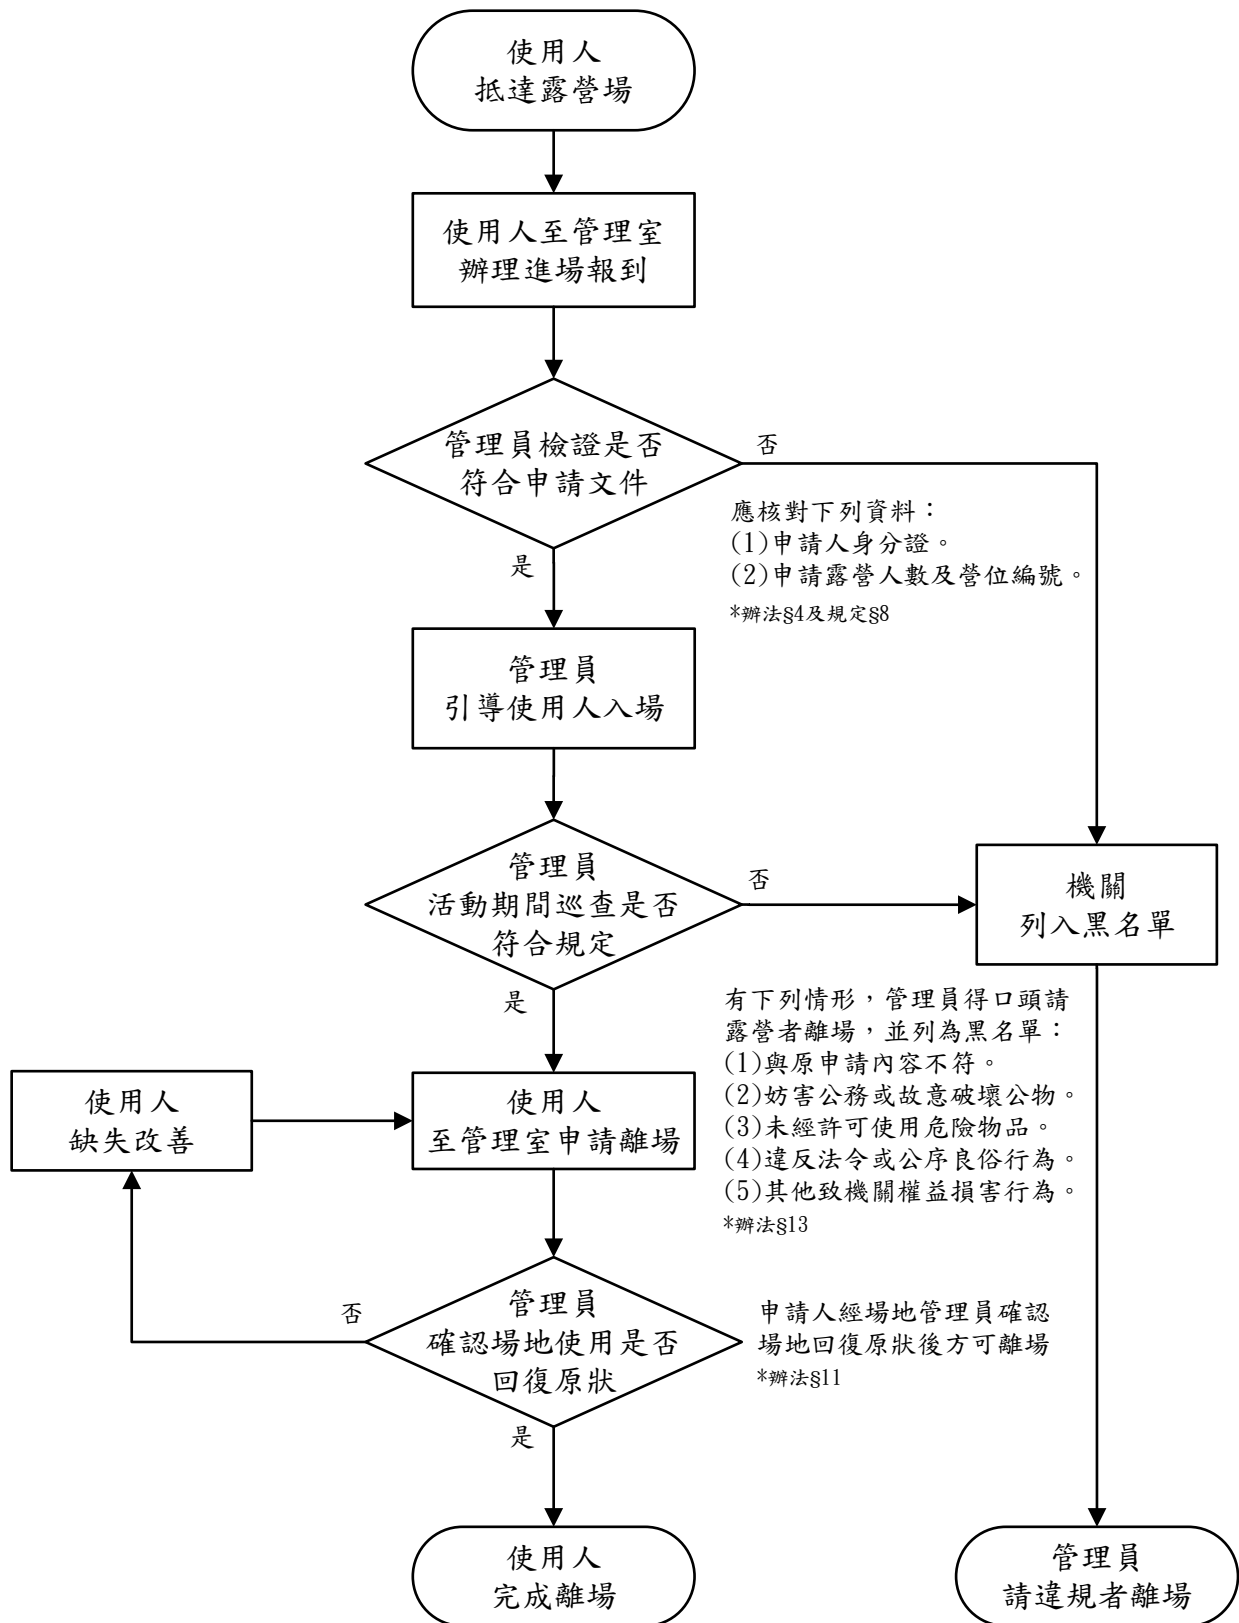 使用人
抵達露營場
使用人至管理室
辦理進場報到
管理員檢證是否
符合申請文件
否
應核對下列資料：
(1)申請人身分證。
(2)申請露營人數及營位編號。
*辦法§4及規定§8
是
管理員
引導使用人入場
管理員
活動期間巡查是否
符合規定
否
機關
列入黑名單
是
有下列情形，管理員得口頭請
露營者離場，並列為黑名單：
(1)與原申請內容不符。
(2)妨害公務或故意破壞公物。
(3)未經許可使用危險物品。
(4)違反法令或公序良俗行為。
(5)其他致機關權益損害行為。
*辦法§13
使用人
缺失改善
使用人
至管理室申請離場
否
管理員
確認場地使用是否
回復原狀
申請人經場地管理員確認
場地回復原狀後方可離場
*辦法§11
是
使用人
完成離場
管理員
請違規者離場